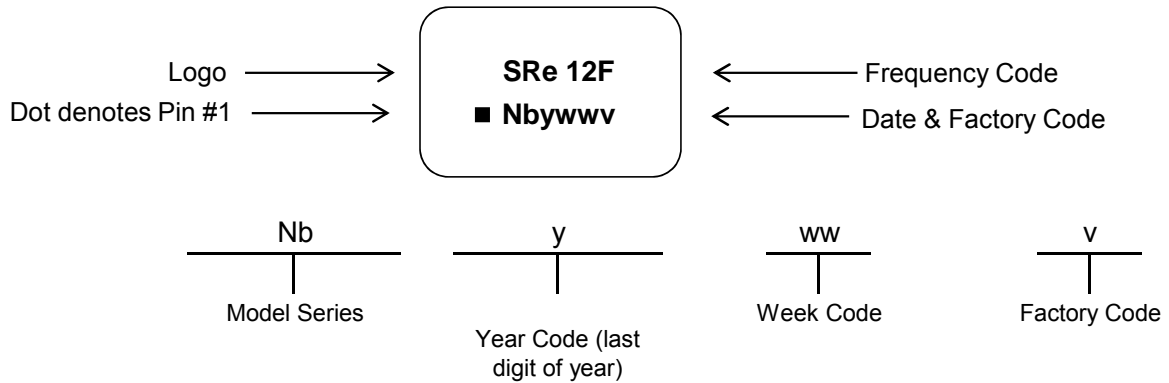 Logo SRe 12F Frequency Code
Dot denotes Pin #1 ■ Nbywwv Date & Factory Code
Nb y ww v
Model Series Week Code Factory Code
Year Code (last
digit of year)